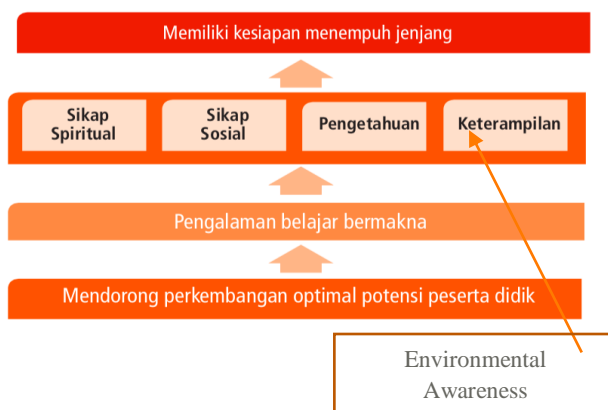 Memiliki kesiapan menempuh jenjang
Sikap
Spiritual
Sikap
Sosial
Pengetahuan
Keterampilan
Pengalaman belajar bermakna
Mendorong perkembangan optimal potensi peserta didik
Environmental
Awareness